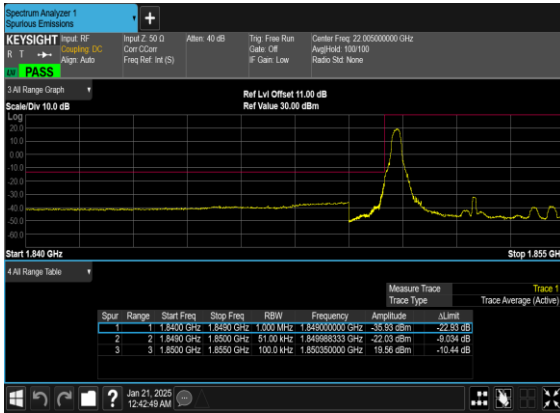 Spectrum Analyzer 1
Spurious Emissions
KEYSIGHT Input: RF Input Z: 50 Ω Atten: 40 dB Trig: Free Run Center Freq: 22.005000000 GHz
R T Coupling: DC Corr CCorr Gate: Off Avg|Hold: 100/100
Align: Auto Freq Ref: Int (S) IF Gain: Low Radio Std: None
PASS
3 All Range Graph
Ref Lvl Offset 11.00 dB
Scale/Div 10.0 dB Ref Value 30.00 dBm
Log
20.0
10.0
0.00
-10.0
-20.0
-30.0
-40.0
-50.0
-60.0
Start 1.840 GHz Stop 1.855 GH
4 All Range Table
Measure Trace Trace 1
Trace Type Trace Average (Active)
Spur Range Start Freq Stop Freq RBW Frequency Amplitude ΔLimit
1 1 1.8400 GHz 1.8490 GHz 1.000 MHz 1.849000000 GHz -35.93 dBm -22.93 dB
2 2 1.8490 GHz 1.8500 GHz 51.00 kHz 1.849988333 GHz -22.03 dBm -9.034 dB
3 3 1.8500 GHz 1.8550 GHz 100.0 kHz 1.850350000 GHz 19.56 dBm -10.44 dB
Jan 21, 2025
12:42:49 AM